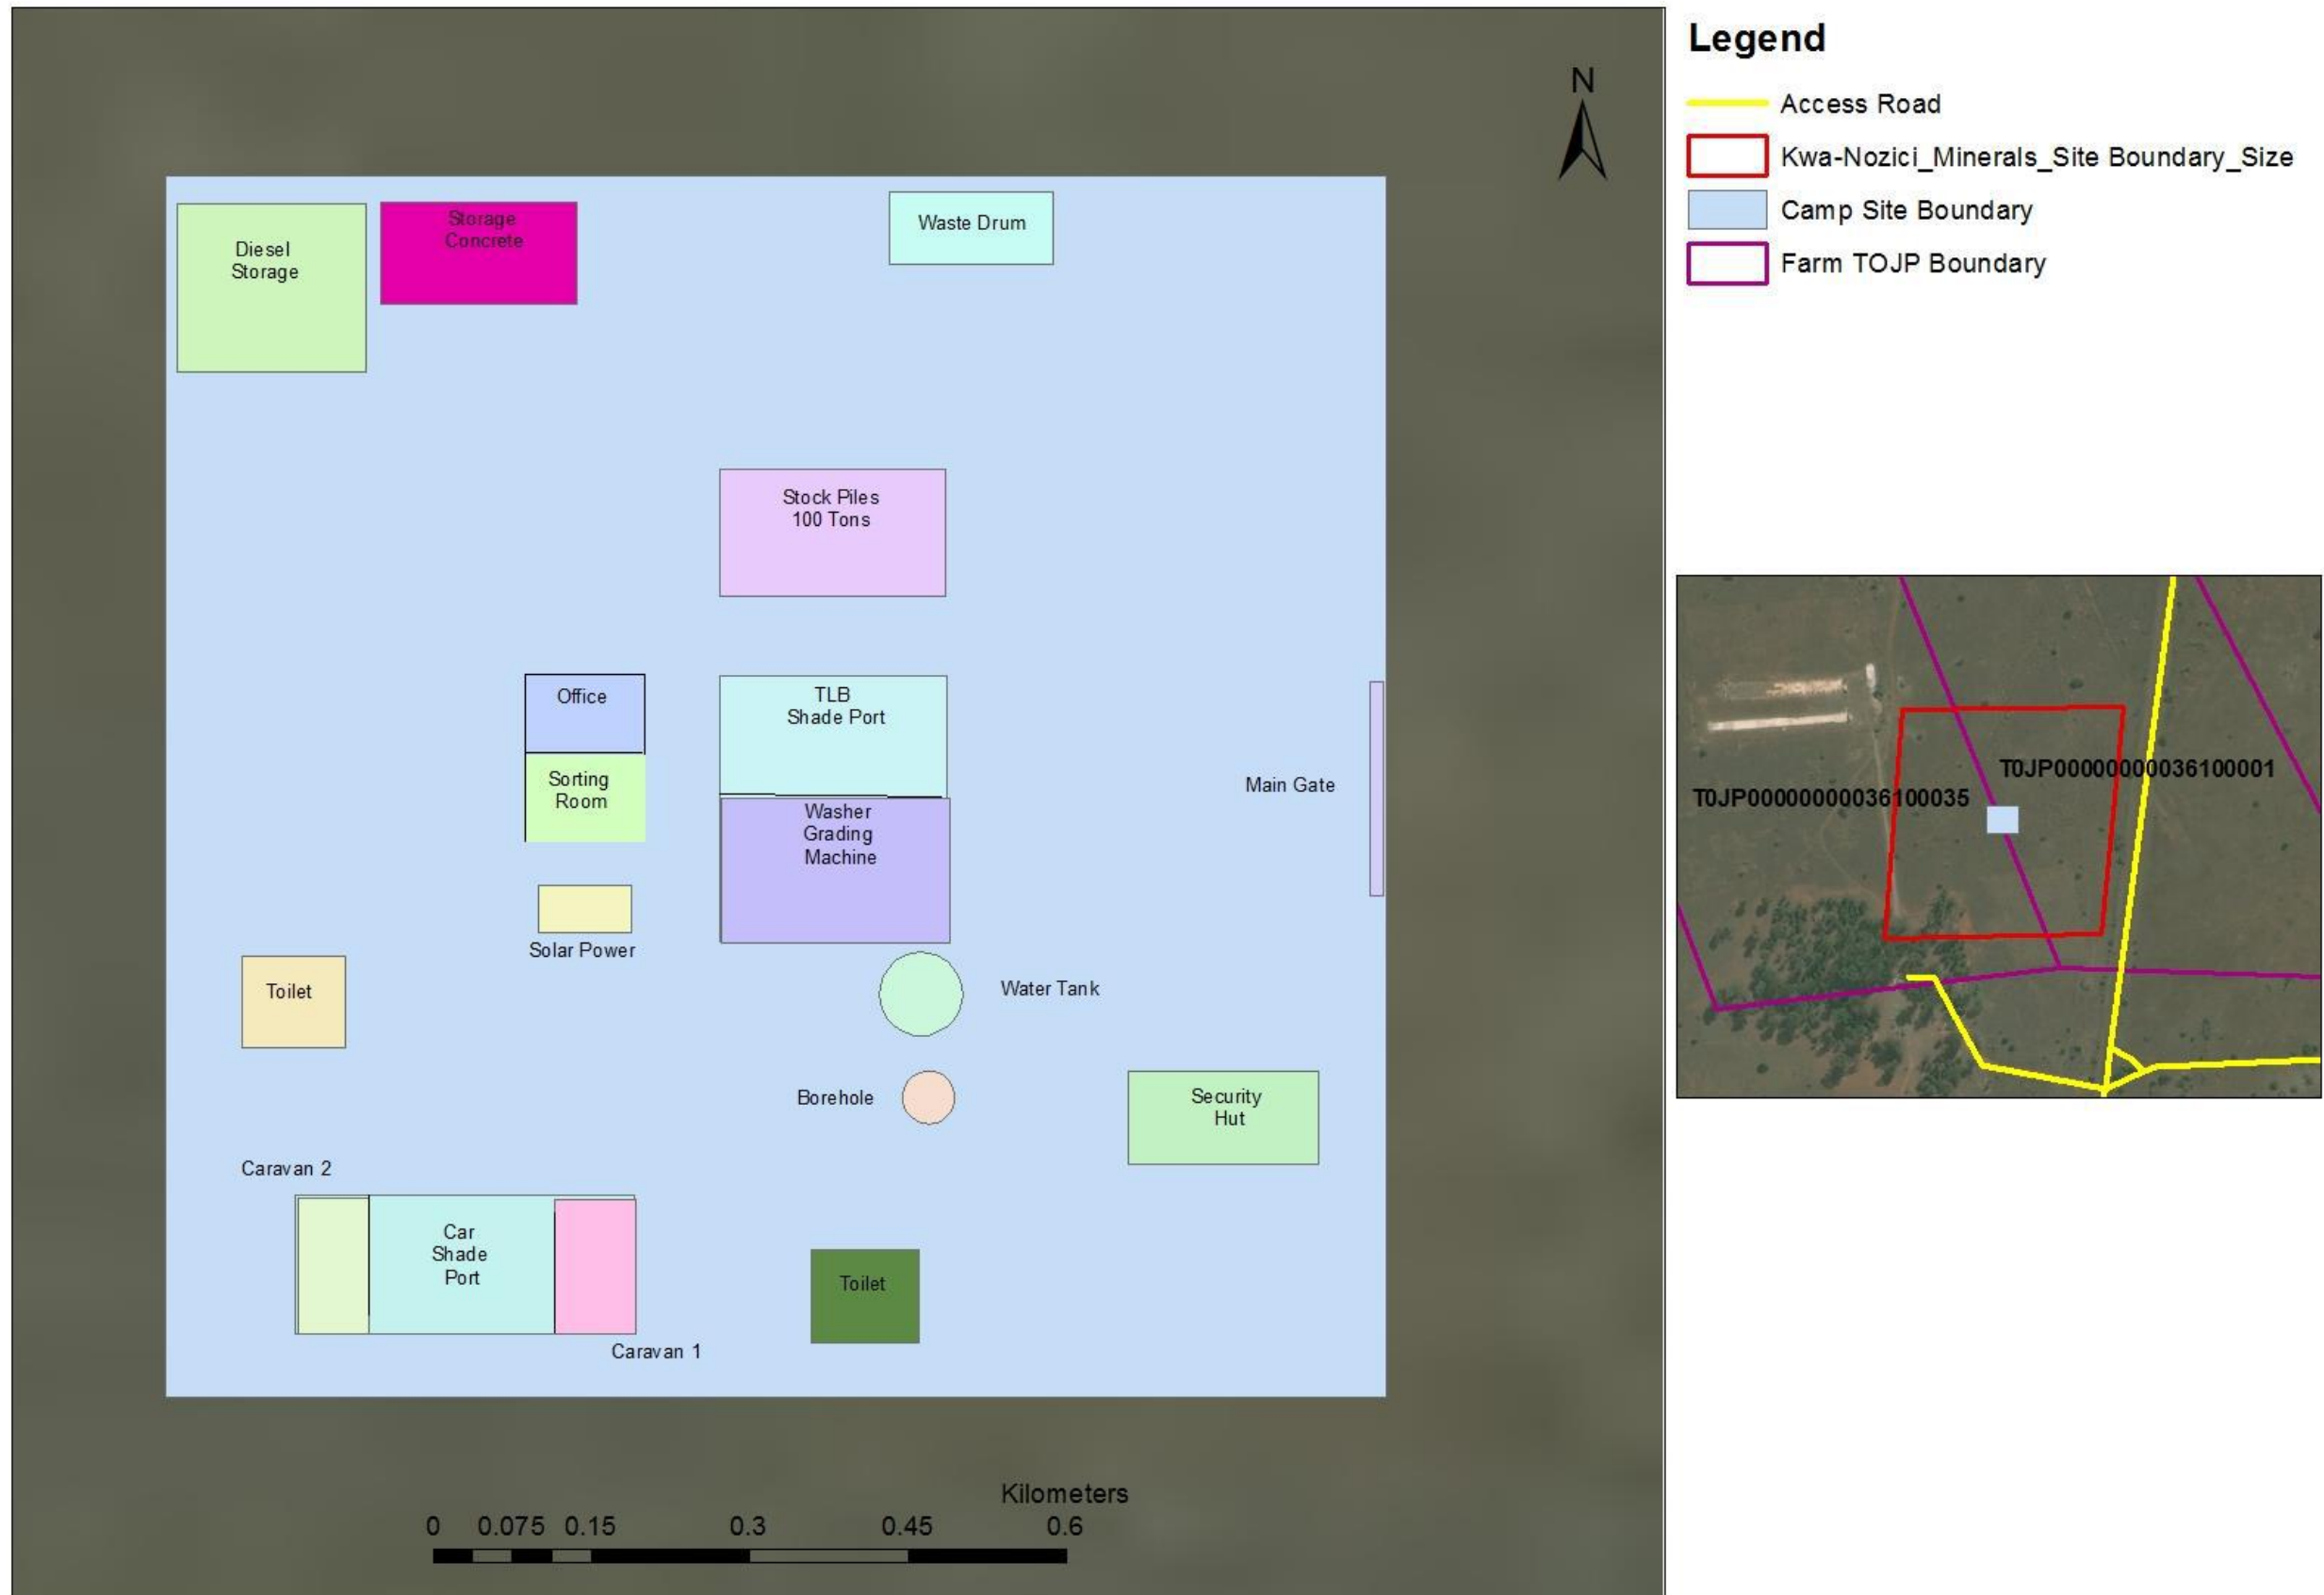 N
Diesel
Storage
Storage
Concrete
Waste Drum
Stock Piles
100 Tons
Office
Sorting
Room
TLB
Shade Port
Washer
Grading
Machine
Main Gate
Solar Power
Toilet
Water Tank
Borehole
Security
Hut
Caravan 2
Car
Shade
Port
Caravan 1
Toilet
Kilometers
0 0.075 0.15 0.3 0.45 0.6
Legend
Access Road
Kwa-Nozici_Minerals_Site Boundary_Size
Camp Site Boundary
Farm TOJP Boundary
T0JP00000000036100001
T0JP00000000036100035